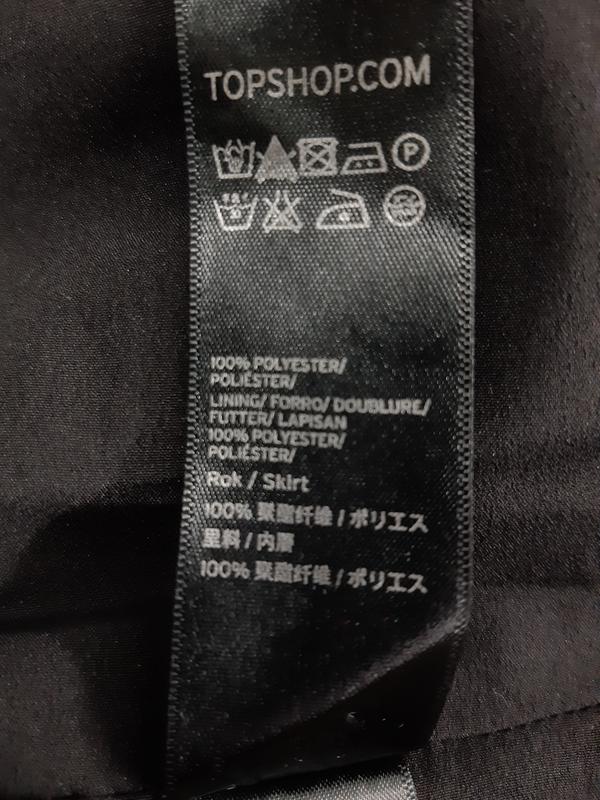 TOPSHOP.COM
P
100% POLYESTER/
POLIÉSTER/
LINING/ FORRO/ DOUBLURE/
FUTTER/ LAPISAN
100% POLYESTER/
POLIÉSTER/
Rok / Skirt
100% 聚酯纤维 / ポリエス
里料 / 内層
100% 聚酯纤维 / ポリエス